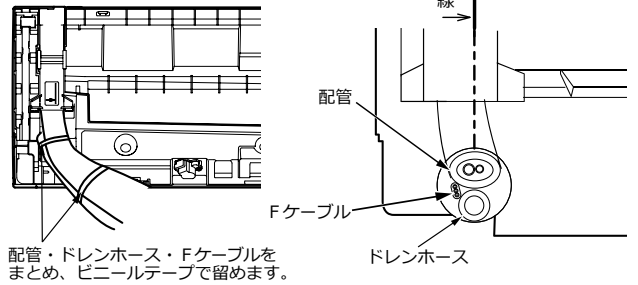 線
配管
Ｆケーブル
ドレンホース
配管・ドレンホース・Ｆケーブルを
まとめ、ビニールテープで留めます。